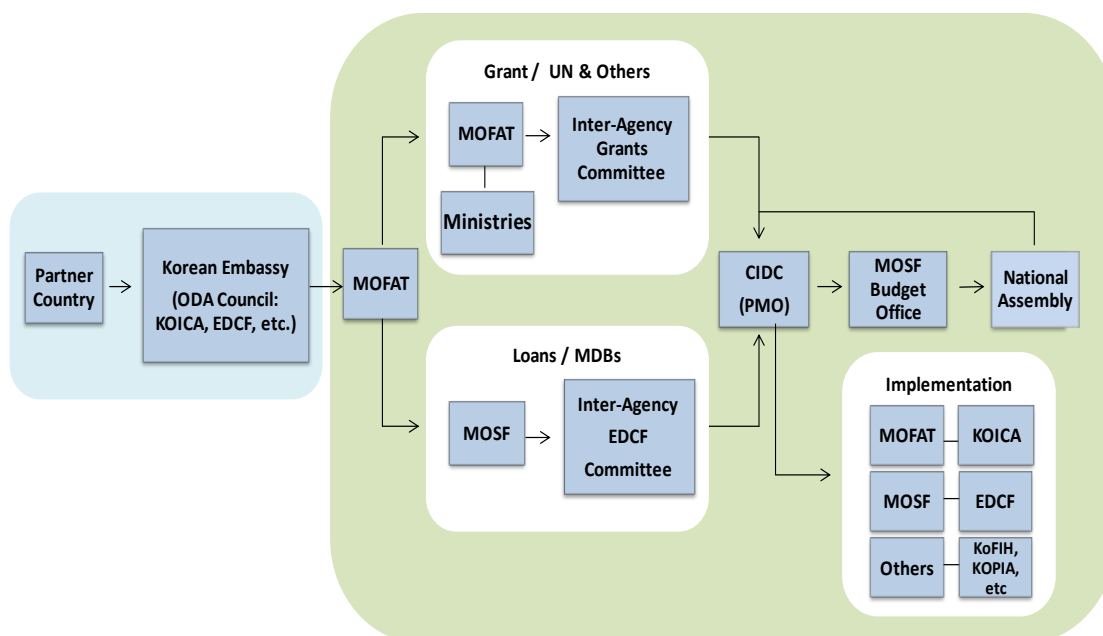 Grant / UN & Others
MOFAT
Inter-Agency
Grants
Committee
Ministries
Partner
Country
Korean Embassy
(ODA Council:
KOICA, EDCF, etc.)
MOFAT
CIDC
(PMO)
MOSF
Budget
Office
National
Assembly
Loans / MDBs
MOSF
Inter-Agency
EDCF
Committee
Implementation
MOFAT
KOICA
MOSF
EDCF
Others
KoFIH,
KOPIA,
etc